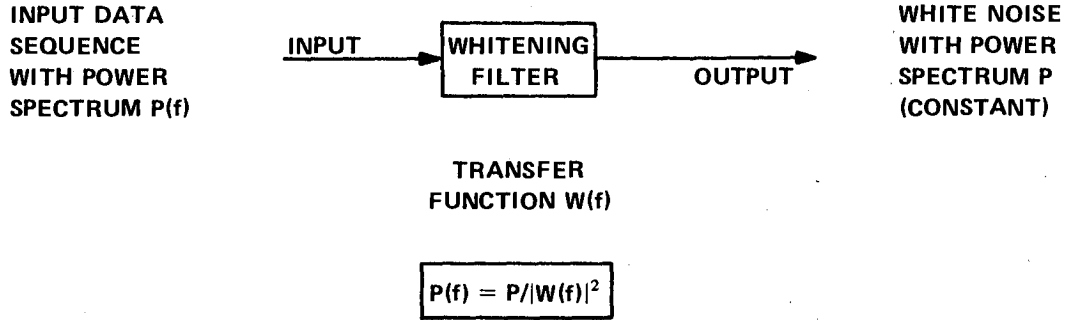 INPUT DATA
SEQUENCE
WITH POWER
SPECTRUM P(f)
INPUT
WHITENING
FILTER
OUTPUT
WHITE NOISE
WITH POWER
SPECTRUM P
(CONSTANT)
TRANSFER
FUNCTION W(f)
P(f) = P/|W(f)|²